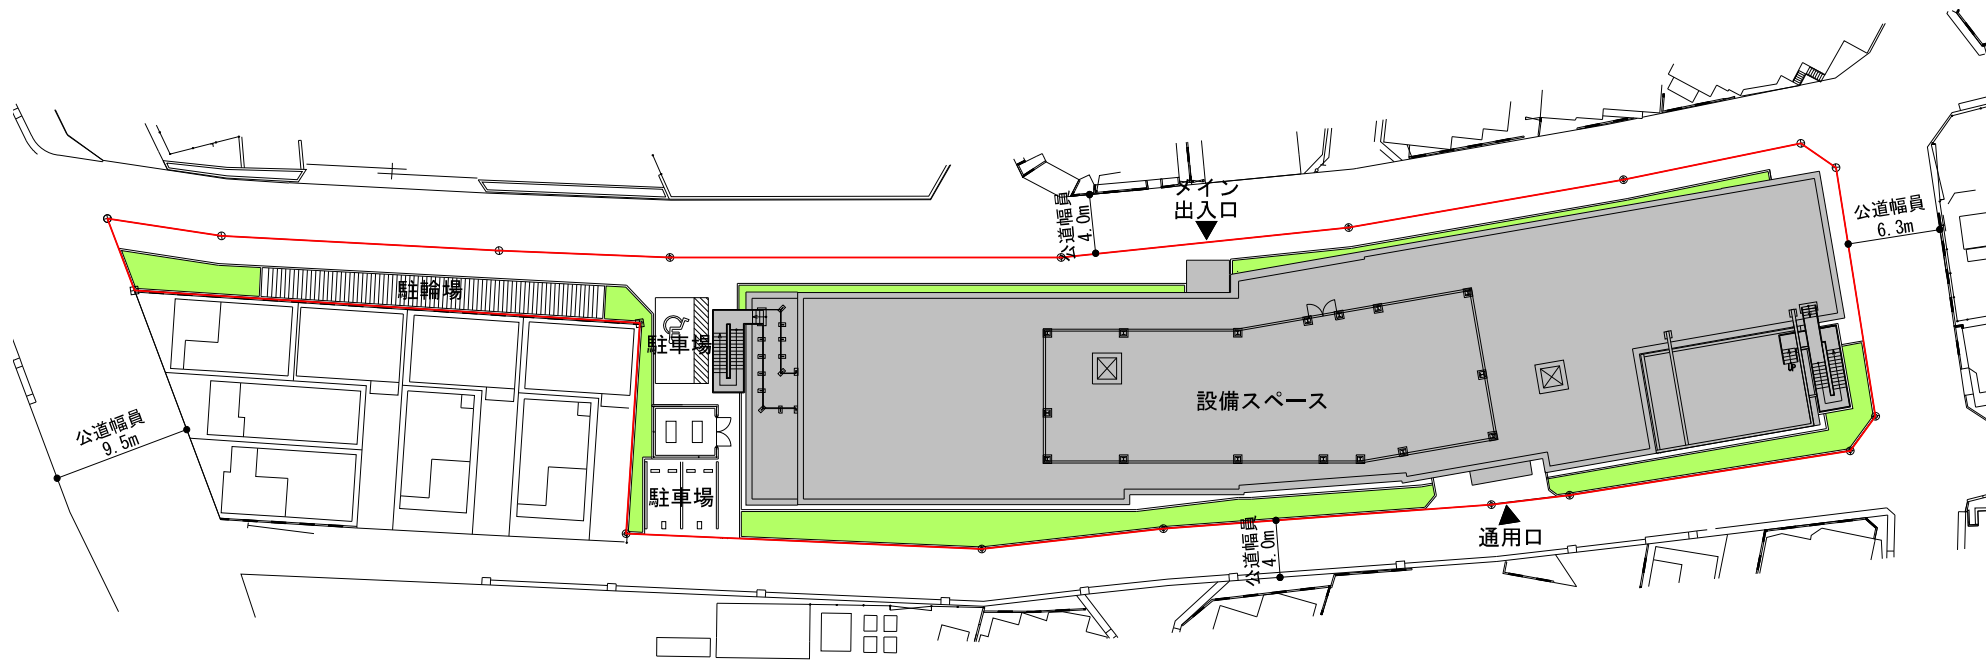 メイン
出入口
公道幅員
4.0m
公道幅員
6.3m
駐輪場
駐車場
設備スペース
公道幅員
9.5m
駐車場
通用口
公道幅員
4.0m